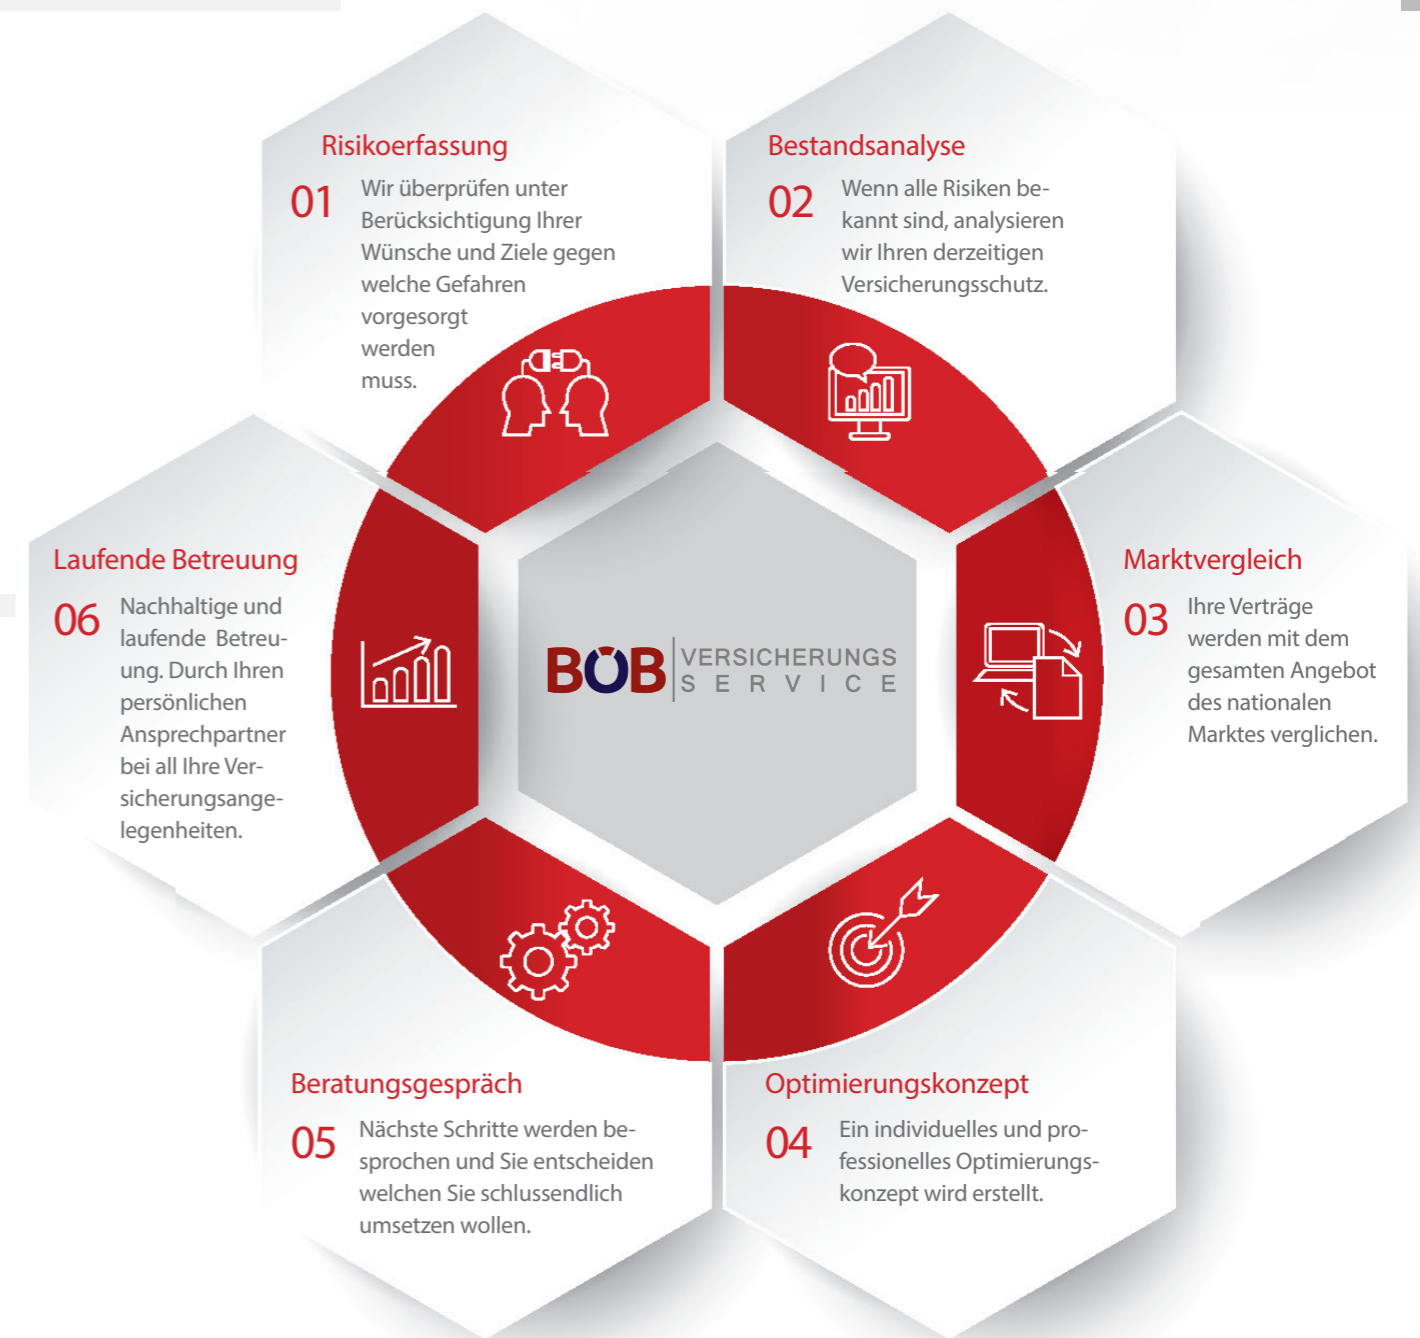 Risikoerfassung
01
Wir überprüfen unter
Berücksichtigung Ihrer
Wünsche und Ziele gegen
welche Gefahren
vorgesorgt
werden
muss.
Bestandsanalyse
02
Wenn alle Risiken be-
kannt sind, analysieren
wir Ihren derzeitigen
Versicherungsschutz.
Marktvergleich
03
Ihre Verträge
werden mit dem
gesamten Angebot
des nationalen
Marktes verglichen.
Optimierungskonzept
04
Ein individuelles und pro-
fessionelles Optimierungs-
konzept wird erstellt.
Beratungsgespräch
05
Nächste Schritte werden be-
sprochen und Sie entscheiden
welchen Sie schlussendlich
umsetzen wollen.
Laufende Betreuung
06
Nachhaltige und
laufende Betreu-
ung. Durch Ihren
persönlichen
Ansprechpartner
bei all Ihre Ver-
sicherungsange-
legenheiten.
BÖB VERSICHERUNGS
SERVICE